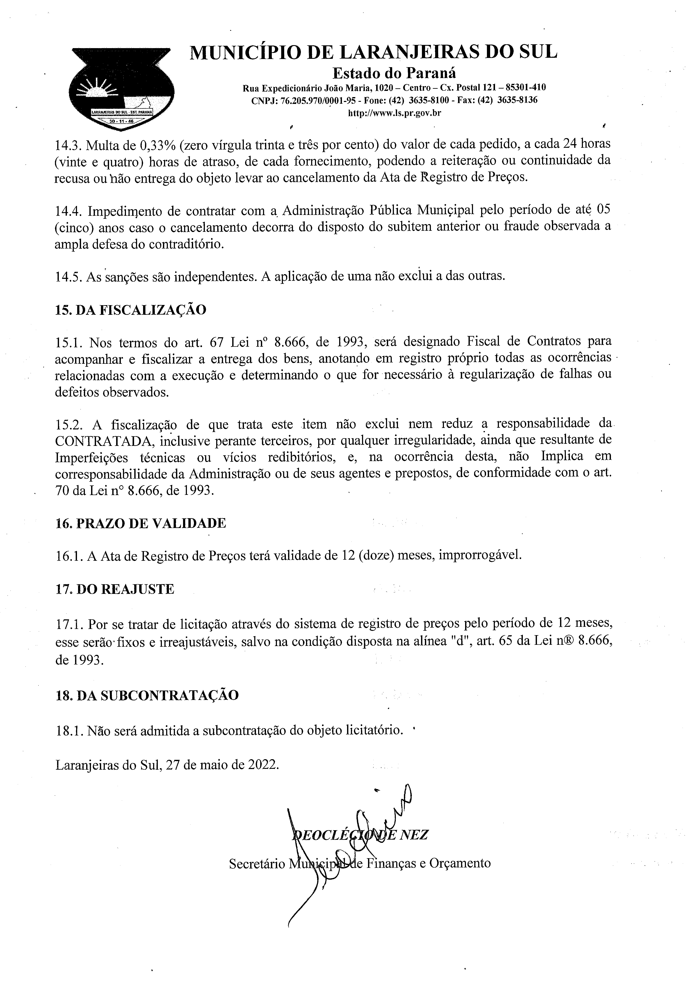 MUNICÍPIO DE LARANJEIRAS DO SUL
Estado do Paraná
Rua Expedicionário João Maria, 1020 – Centro – Cx. Postal 121 – 85301-410
CNPJ: 76.205.970/0001-95 - Fone: (42) 3635-8100 - Fax: (42) 3635-8136
http://www.ls.pr.gov.br
LARANJEIRAS DO SUL - EST. PARANÁ
30 - 11 - 46
14.3. Multa de 0,33% (zero vírgula trinta e três por cento) do valor de cada pedido, a cada 24 horas
(vinte e quatro) horas de atraso, de cada fornecimento, podendo a reiteração ou continuidade da
recusa ou não entrega do objeto levar ao cancelamento da Ata de Registro de Preços.
14.4. Impedimento de contratar com a Administração Pública Municipal pelo período de até 05
(cinco) anos caso o cancelamento decorra do disposto do subitem anterior ou fraude observada a
ampla defesa do contraditório.
14.5. As sanções são independentes. A aplicação de uma não exclui a das outras.
15. DA FISCALIZAÇÃO
15.1. Nos termos do art. 67 Lei nº 8.666, de 1993, será designado Fiscal de Contratos para
acompanhar e fiscalizar a entrega dos bens, anotando em registro próprio todas as ocorrências
relacionadas com a execução e determinando o que for necessário à regularização de falhas ou
defeitos observados.
15.2. A fiscalização de que trata este item não exclui nem reduz a responsabilidade da
CONTRATADA, inclusive perante terceiros, por qualquer irregularidade, ainda que resultante de
Imperfeições técnicas ou vícios redibitórios, e, na ocorrência desta, não Implica em
corresponsabilidade da Administração ou de seus agentes e prepostos, de conformidade com o art.
70 da Lei n° 8.666, de 1993.
16. PRAZO DE VALIDADE
16.1. A Ata de Registro de Preços terá validade de 12 (doze) meses, improrrogável.
17. DO REAJUSTE
17.1. Por se tratar de licitação através do sistema de registro de preços pelo período de 12 meses,
esse serão fixos e irreajustáveis, salvo na condição disposta na alínea "d", art. 65 da Lei n® 8.666,
de 1993.
18. DA SUBCONTRATAÇÃO
18.1. Não será admitida a subcontratação do objeto licitatório.
Laranjeiras do Sul, 27 de maio de 2022.
DEOCLÉCIO DE NEZ
Secretário Municipal de Finanças e Orçamento